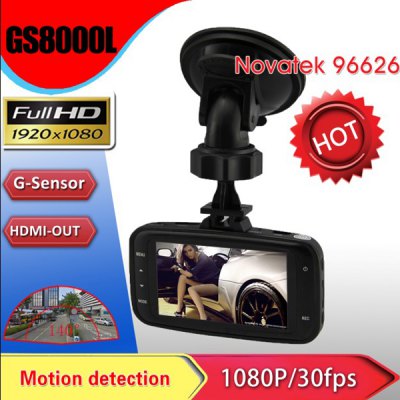 GS8000L
Novatek 96626
Full HD
1920x1080
HOT
G-Sensor
HDMI-OUT
MENU
MODE
REC
140°
Motion detection
1080P/30fps